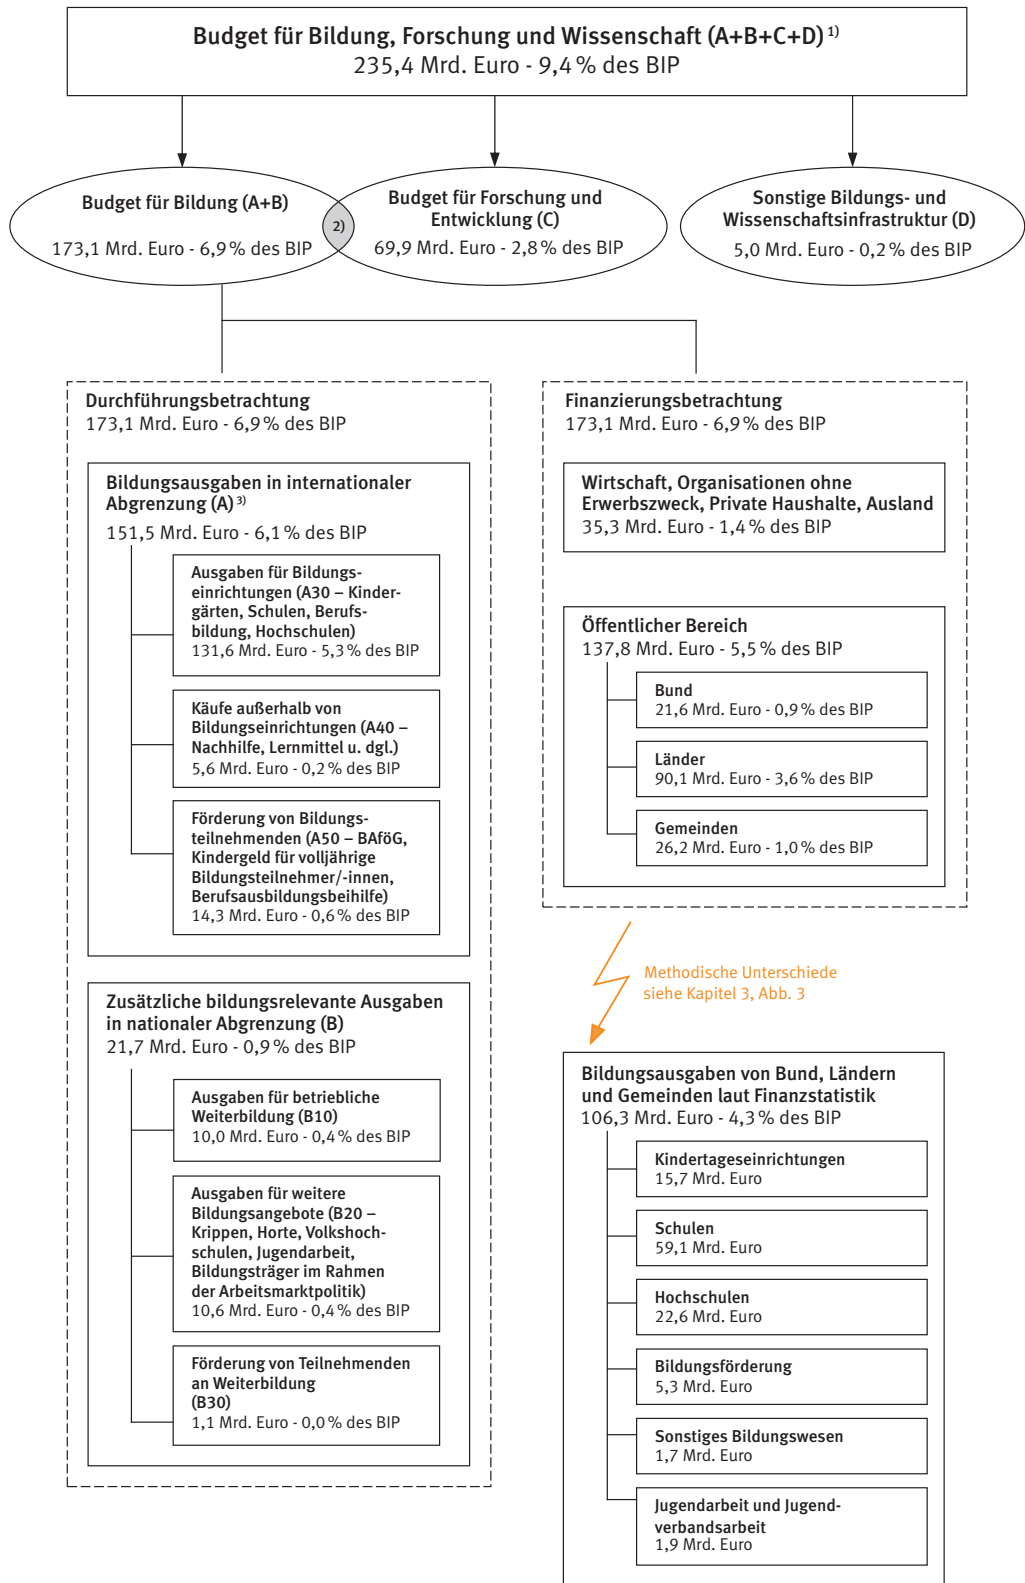 Budget für Bildung, Forschung und Wissenschaft (A+B+C+D) 1)
235,4 Mrd. Euro - 9,4 % des BIP
Budget für Bildung (A+B)
173,1 Mrd. Euro - 6,9 % des BIP
2)
Budget für Forschung und
Entwicklung (C)
69,9 Mrd. Euro - 2,8 % des BIP
Sonstige Bildungs- und
Wissenschaftsinfrastruktur (D)
5,0 Mrd. Euro - 0,2 % des BIP
Durchführungsbetrachtung
173,1 Mrd. Euro - 6,9 % des BIP
Bildungsausgaben in internationaler
Abgrenzung (A) 3)
151,5 Mrd. Euro - 6,1 % des BIP
Ausgaben für Bildungs-
einrichtungen (A30 – Kinder-
gärten, Schulen, Berufs-
bildung, Hochschulen)
131,6 Mrd. Euro - 5,3 % des BIP
Käufe außerhalb von
Bildungseinrichtungen (A40 –
Nachhilfe, Lernmittel u. dgl.)
5,6 Mrd. Euro - 0,2 % des BIP
Förderung von Bildungs-
teilnehmenden (A50 – BAföG,
Kindergeld für volljährige
Bildungsteilnehmer/-innen,
Berufsausbildungsbeihilfe)
14,3 Mrd. Euro - 0,6 % des BIP
Zusätzliche bildungsrelevante Ausgaben
in nationaler Abgrenzung (B)
21,7 Mrd. Euro - 0,9 % des BIP
Ausgaben für betriebliche
Weiterbildung (B10)
10,0 Mrd. Euro - 0,4 % des BIP
Ausgaben für weitere
Bildungsangebote (B20 –
Krippen, Horte, Volkshoch-
schulen, Jugendarbeit,
Bildungsträger im Rahmen
der Arbeitsmarktpolitik)
10,6 Mrd. Euro - 0,4 % des BIP
Förderung von Teilnehmenden
an Weiterbildung
(B30)
1,1 Mrd. Euro - 0,0 % des BIP
Finanzierungsbetrachtung
173,1 Mrd. Euro - 6,9 % des BIP
Wirtschaft, Organisationen ohne
Erwerbszweck, Private Haushalte, Ausland
35,3 Mrd. Euro - 1,4 % des BIP
Öffentlicher Bereich
137,8 Mrd. Euro - 5,5 % des BIP
Bund
21,6 Mrd. Euro - 0,9 % des BIP
Länder
90,1 Mrd. Euro - 3,6 % des BIP
Gemeinden
26,2 Mrd. Euro - 1,0 % des BIP
Methodische Unterschiede
siehe Kapitel 3, Abb. 3
Bildungsausgaben von Bund, Ländern
und Gemeinden laut Finanzstatistik
106,3 Mrd. Euro - 4,3 % des BIP
Kindertageseinrichtungen
15,7 Mrd. Euro
Schulen
59,1 Mrd. Euro
Hochschulen
22,6 Mrd. Euro
Bildungsförderung
5,3 Mrd. Euro
Sonstiges Bildungswesen
1,7 Mrd. Euro
Jugendarbeit und Jugend-
verbandsarbeit
1,9 Mrd. Euro